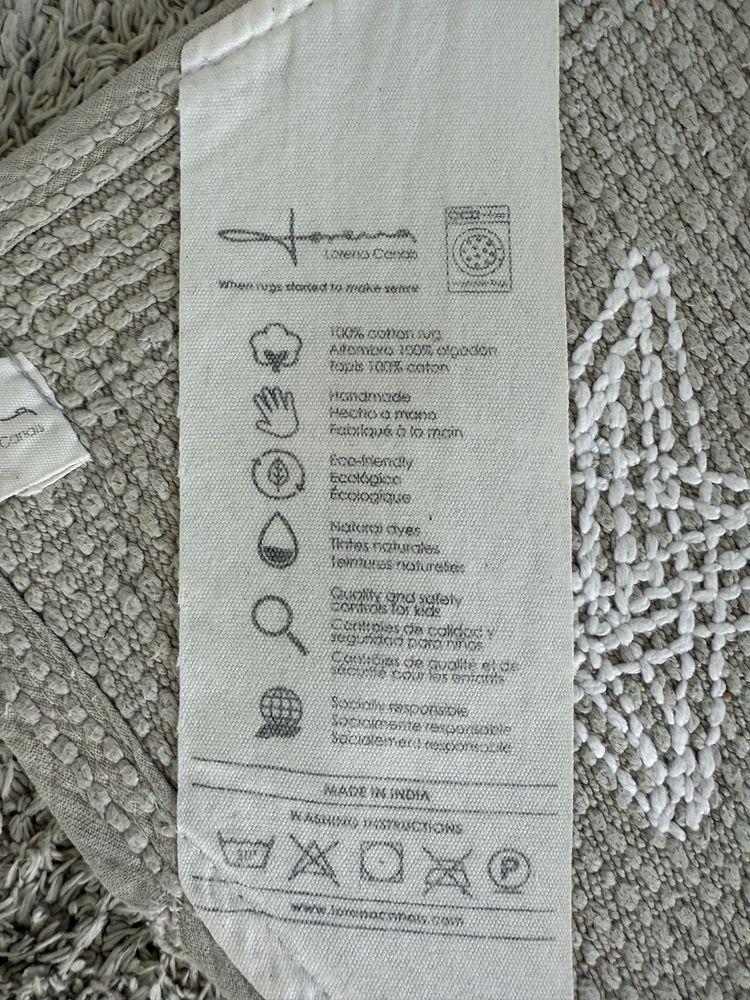 Lorena
Lorena Canals
When rugs started to make sense
100% cotton rug
Alfombra 100% algodón
Tapis 100% coton
Handmade
Hecho a mano
Fabriqué à la main
Eco-friendly
Ecológica
Écologique
Natural dyes
Tintes naturales
Teintures naturelles
Quality and safety
controls for kids
Controles de calidad y
seguridad para niños
Contrôles de qualité et de
sécurité pour les enfants
Socially responsible
Socialmente responsable
Socialement responsable
MADE IN INDIA
WASHING INSTRUCTIONS
P
www.lorenacanals.com
Canals